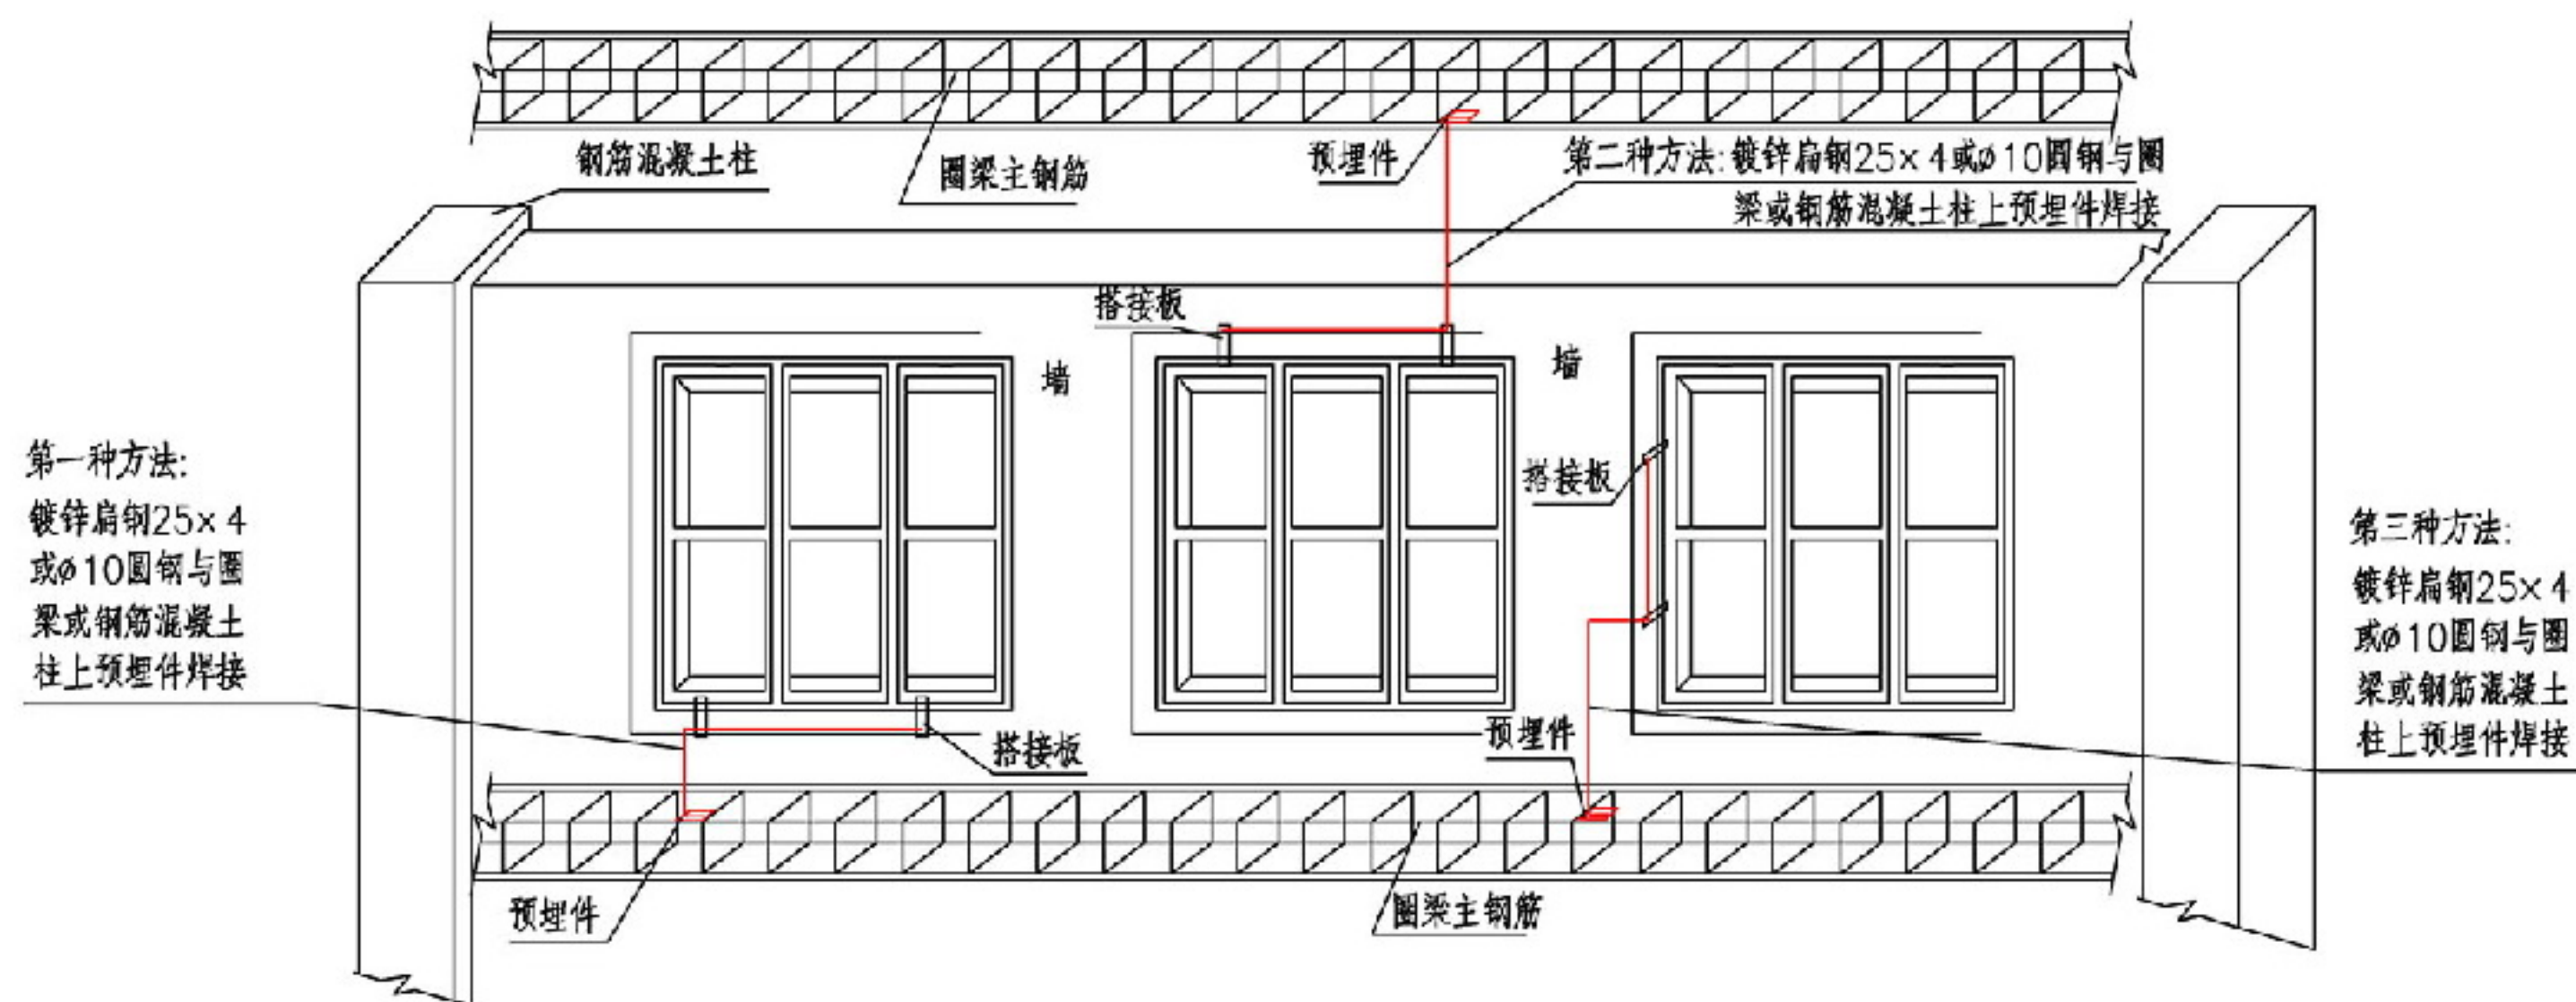 钢筋混凝土柱
圈梁主钢筋
预埋件
第二种方法:镀锌扁钢25×4或ø10圆钢与圈
梁或钢筋混凝土柱上预埋件焊接
搭接板
墙
墙
第一种方法:
镀锌扁钢25×4
或ø10圆钢与圈
梁或钢筋混凝土
柱上预埋件焊接
搭接板
第三种方法:
镀锌扁钢25×4
或ø10圆钢与圈
梁或钢筋混凝土
柱上预埋件焊接
搭接板
预埋件
预埋件
圈梁主钢筋